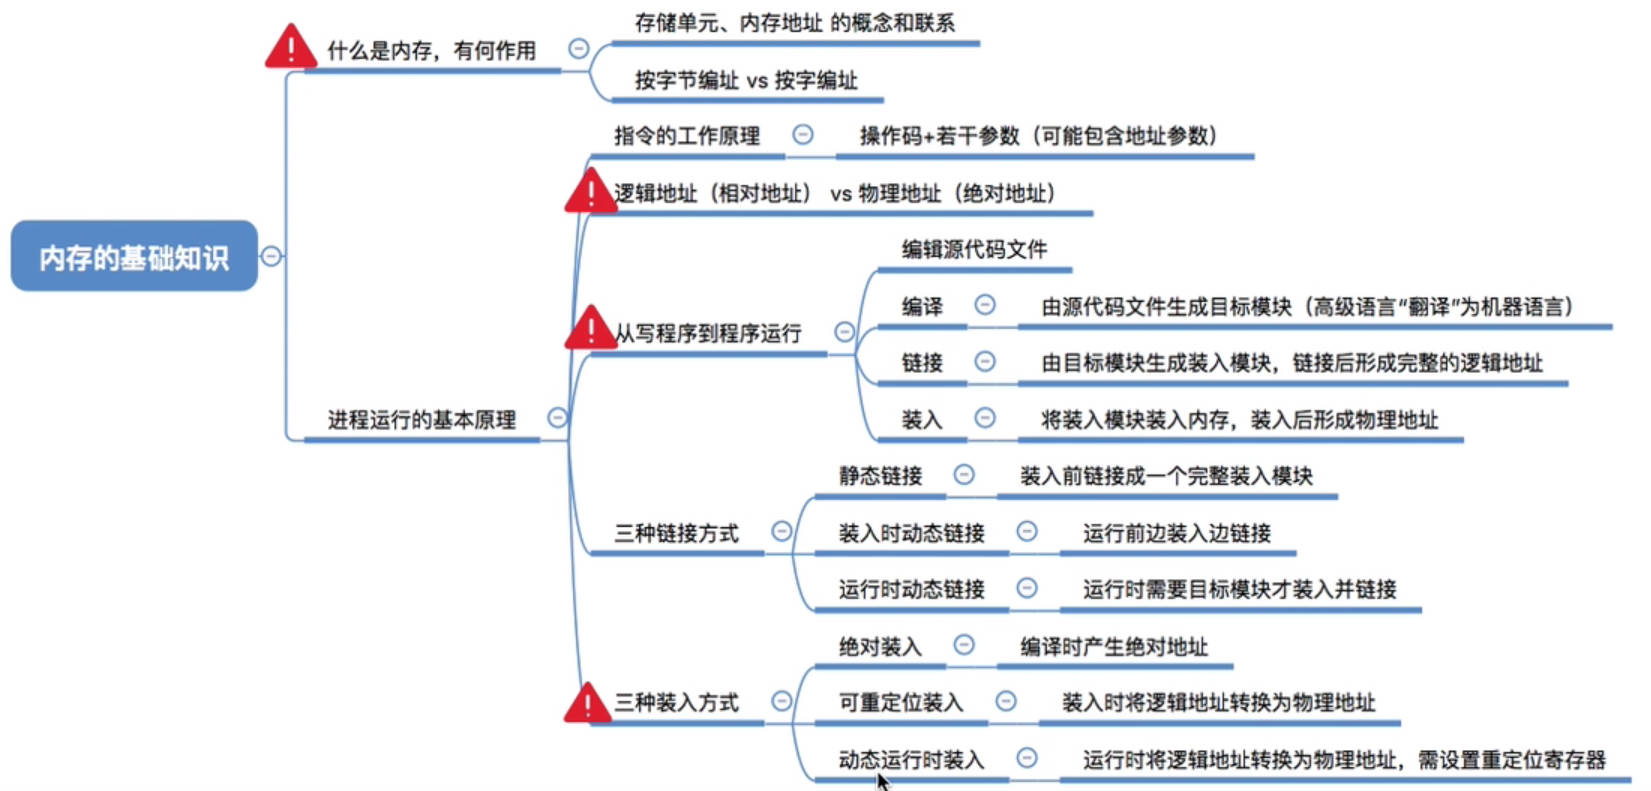 存储单元、内存地址 的概念和联系
什么是内存，有何作用
按字节编址 vs 按字编址
指令的工作原理
操作码+若干参数（可能包含地址参数）
逻辑地址（相对地址） vs 物理地址（绝对地址）
内存的基础知识
编辑源代码文件
编译
由源代码文件生成目标模块（高级语言“翻译”为机器语言）
从写程序到程序运行
链接
由目标模块生成装入模块，链接后形成完整的逻辑地址
装入
将装入模块装入内存，装入后形成物理地址
进程运行的基本原理
静态链接
装入前链接成一个完整装入模块
三种链接方式
装入时动态链接
运行前边装入边链接
运行时动态链接
运行时需要目标模块才装入并链接
绝对装入
编译时产生绝对地址
三种装入方式
可重定位装入
装入时将逻辑地址转换为物理地址
动态运行时装入
运行时将逻辑地址转换为物理地址，需设置重定位寄存器